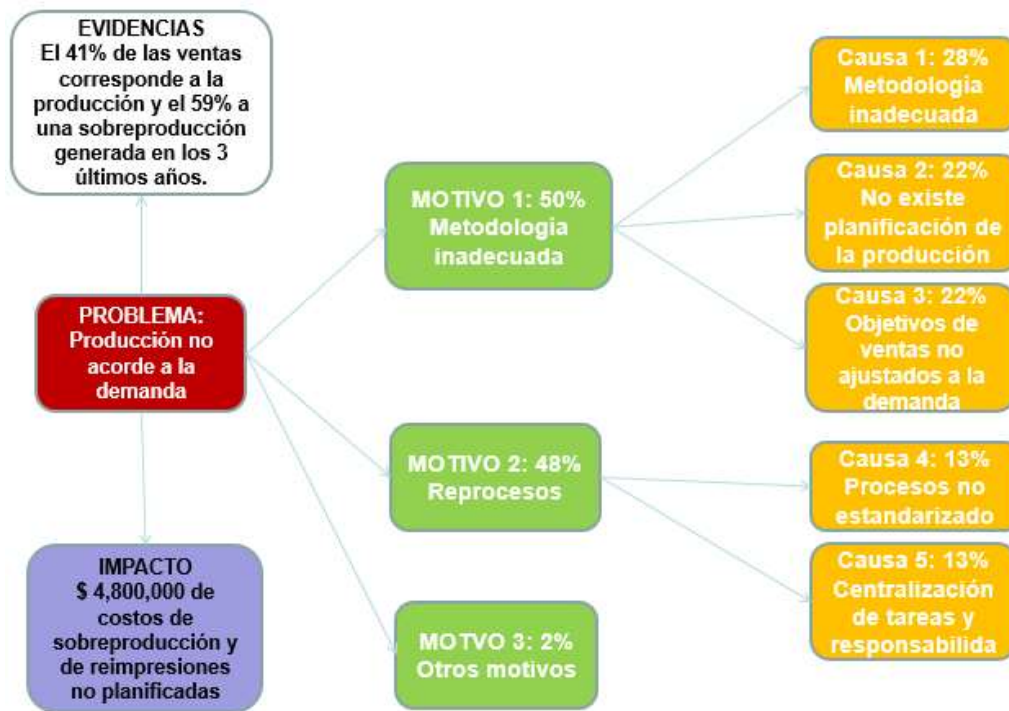 EVIDENCIAS
El 41% de las ventas
corresponde a la
producción y el 59% a
una sobreproducción
generada en los 3
últimos años.
PROBLEMA:
Producción no
acorde a la
demanda
IMPACTO
$ 4,800,000 de
costos de
sobreproducción y
de reimpresiones
no planificadas
MOTIVO 1: 50%
Metodologia
inadecuada
MOTIVO 2: 48%
Reprocesos
MOTVO 3: 2%
Otros motivos
Causa 1: 28%
Metodologia
inadecuada
Causa 2: 22%
No existe
planificación de
la producción
Causa 3: 22%
Objetivos de
ventas no
ajustados a la
demanda
Causa 4: 13%
Procesos no
estandarizado
Causa 5: 13%
Centralización
de tareas y
responsabilida